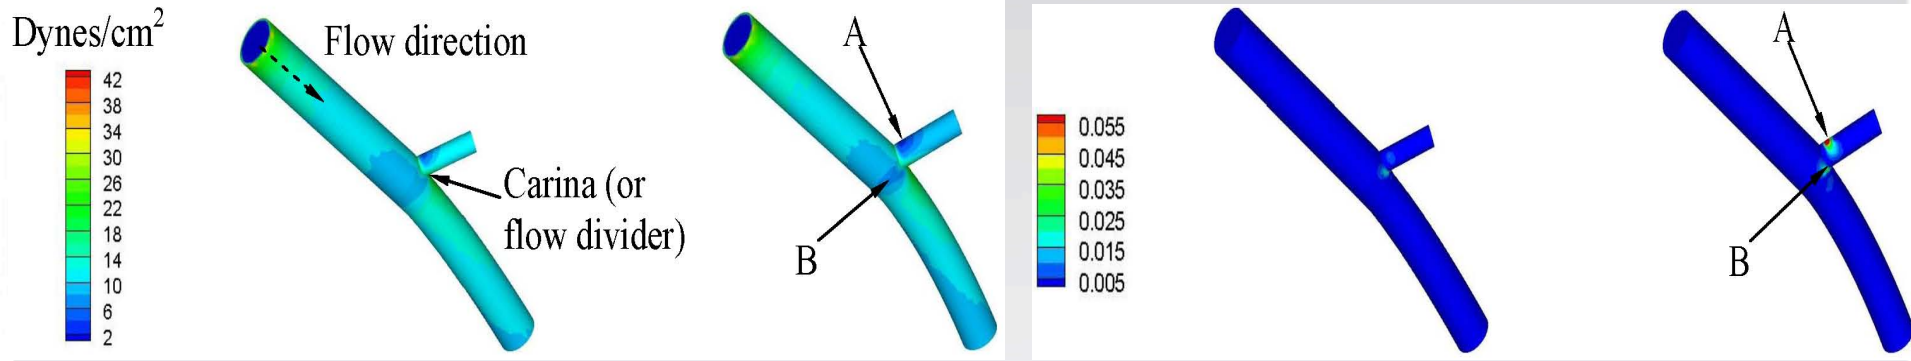 Dynes/cm²
42
38
34
30
26
22
18
14
10
6
2
Flow direction
Carina (or
flow divider)
A
B
0.055
0.045
0.035
0.025
0.015
0.005
A
B